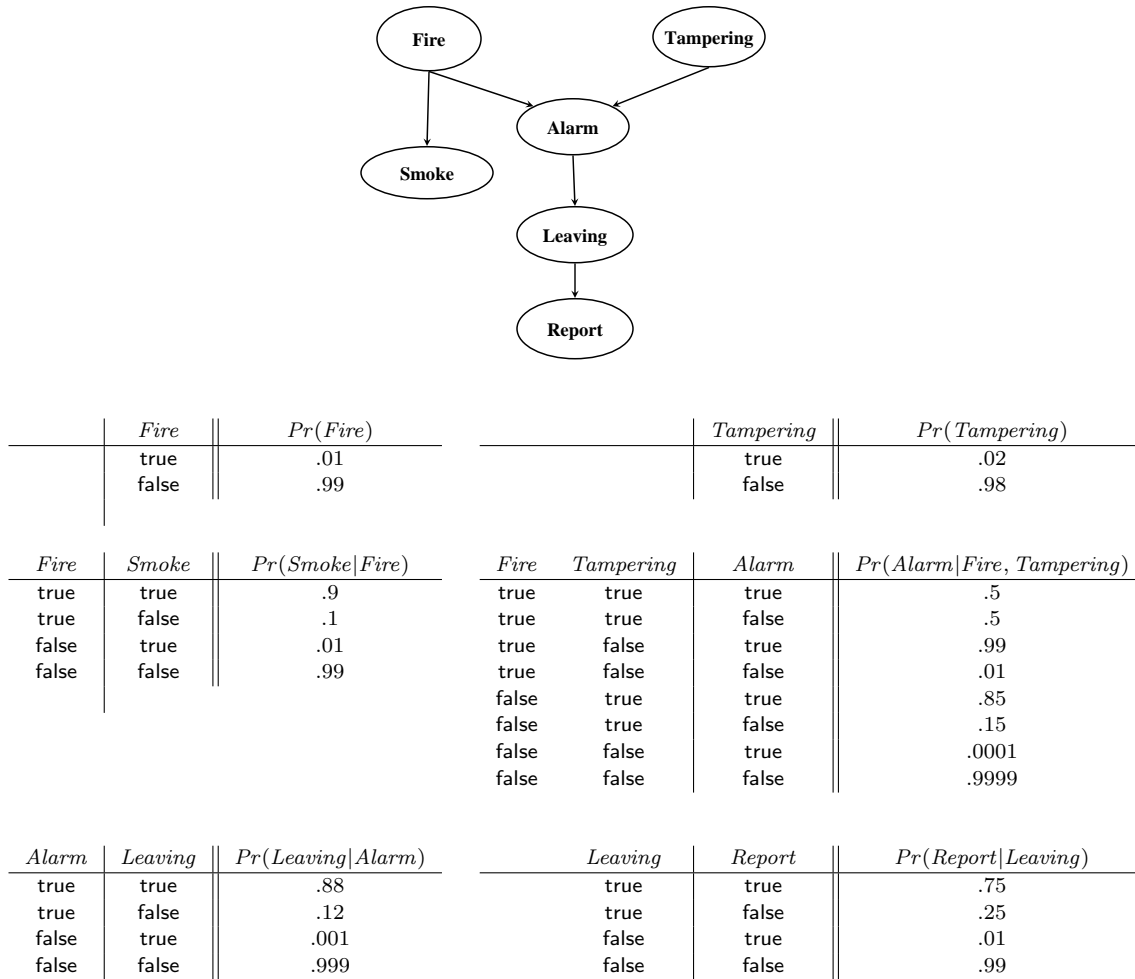 Fire Tampering
Alarm
Smoke
Leaving
Report
Fire Pr(Fire)
true .01
false .99
Tampering Pr(Tampering)
true .02
false .98
Fire Smoke Pr(Smoke|Fire)
true true .9
true false .1
false true .01
false false .99
Fire Tampering Alarm Pr(Alarm|Fire, Tampering)
true true true .5
true true false .5
true false true .99
true false false .01
false true true .85
false true false .15
false false true .0001
false false false .9999
Alarm Leaving Pr(Leaving|Alarm)
true true .88
true false .12
false true .001
false false .999
Leaving Report Pr(Report|Leaving)
true true .75
true false .25
false true .01
false false .99